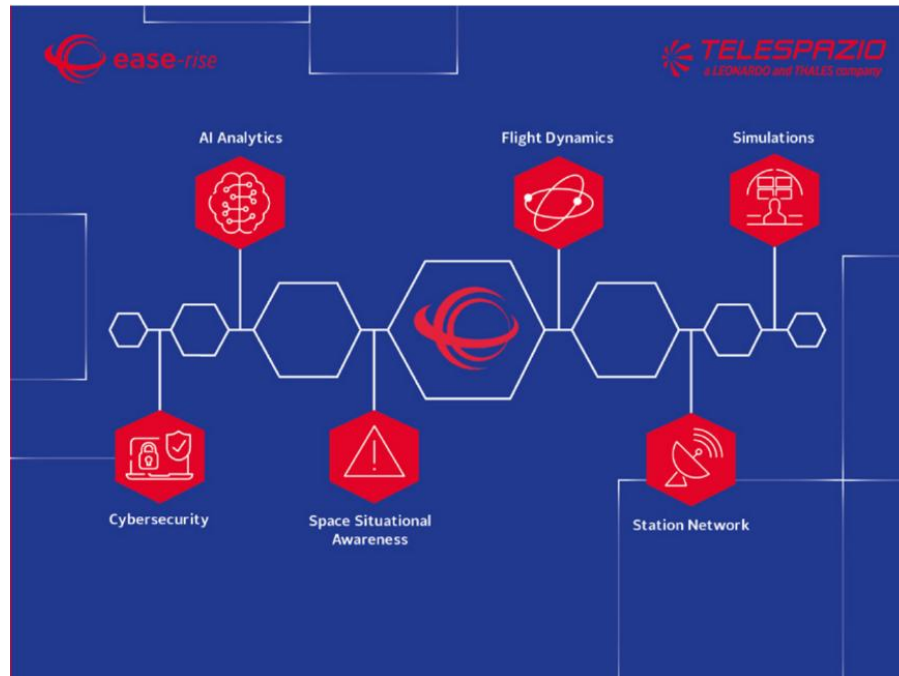 ease-rise
TELESPAZIO
a LEONARDO and THALES company
AI Analytics
Flight Dynamics
Simulations
Cybersecurity
Space Situational
Awareness
Station Network